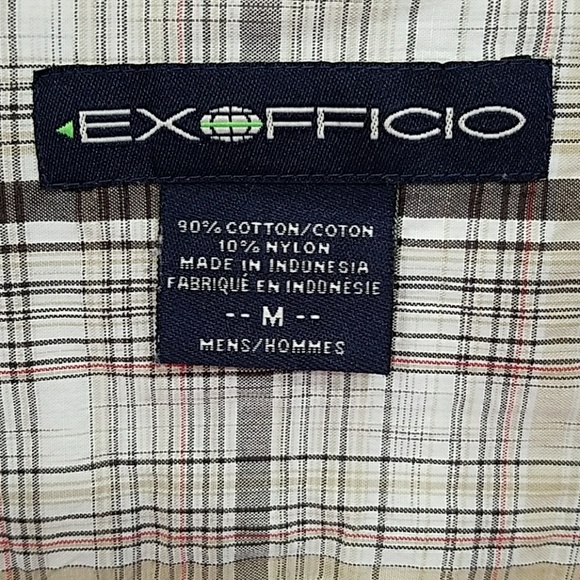 EXOFFICIO
90% COTTON/COTON
10% NYLON
MADE IN INDONESIA
FABRIQUÉ EN INDONÉSIE
-- M --
MENS/HOMMES